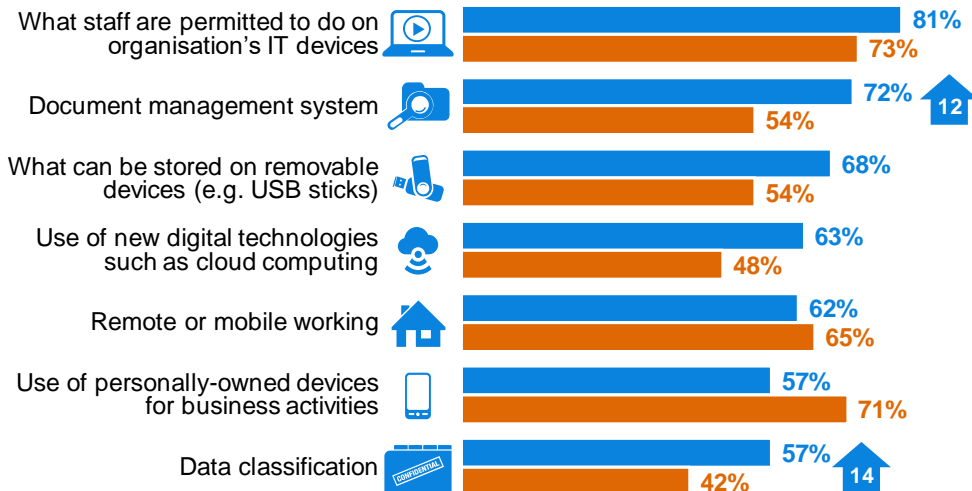 What staff are permitted to do on
organisation's IT devices
81%
73%
Document management system
72%
12
54%
What can be stored on removable
devices (e.g. USB sticks)
68%
54%
Use of new digital technologies
such as cloud computing
63%
48%
Remote or mobile working
62%
65%
Use of personally-owned devices
for business activities
57%
71%
Data classification
CONFIDENTIAL
57%
14
42%